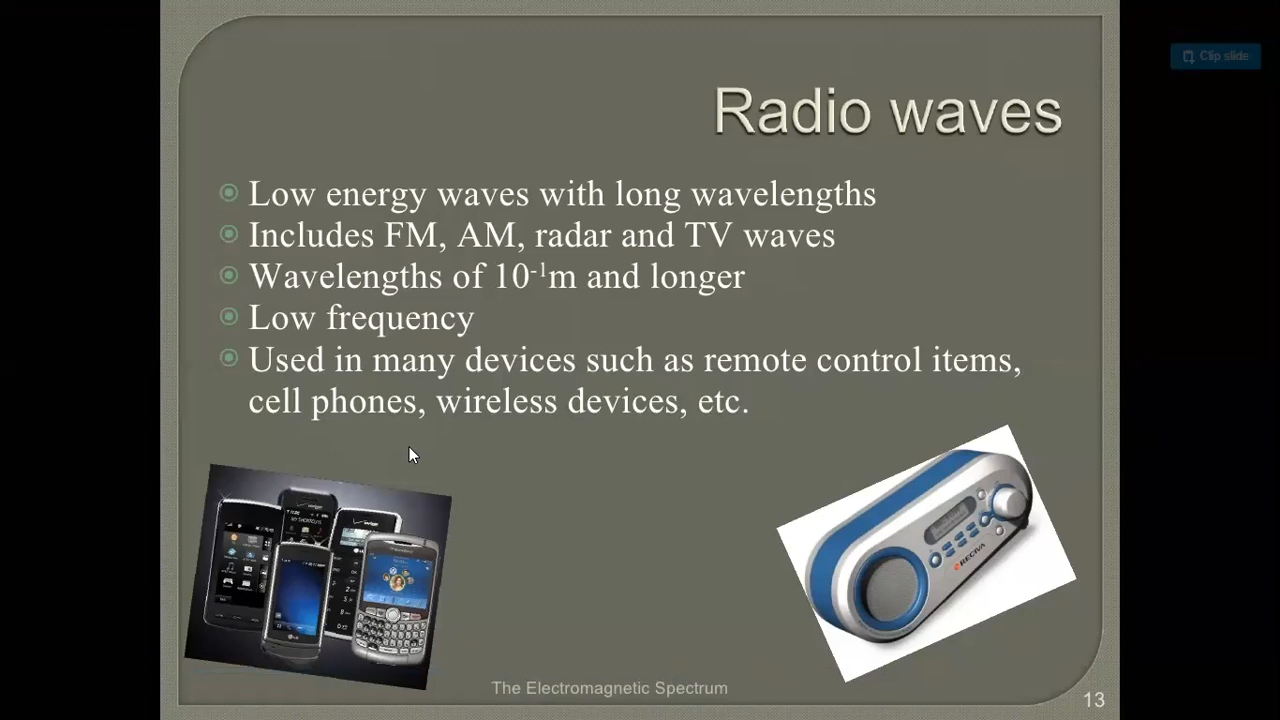 Clip slide
Radio waves
Low energy waves with long wavelengths
Includes FM, AM, radar and TV waves
Wavelengths of 10⁻¹m and longer
Low frequency
Used in many devices such as remote control items,
cell phones, wireless devices, etc.
RECIVA
The Electromagnetic Spectrum
13